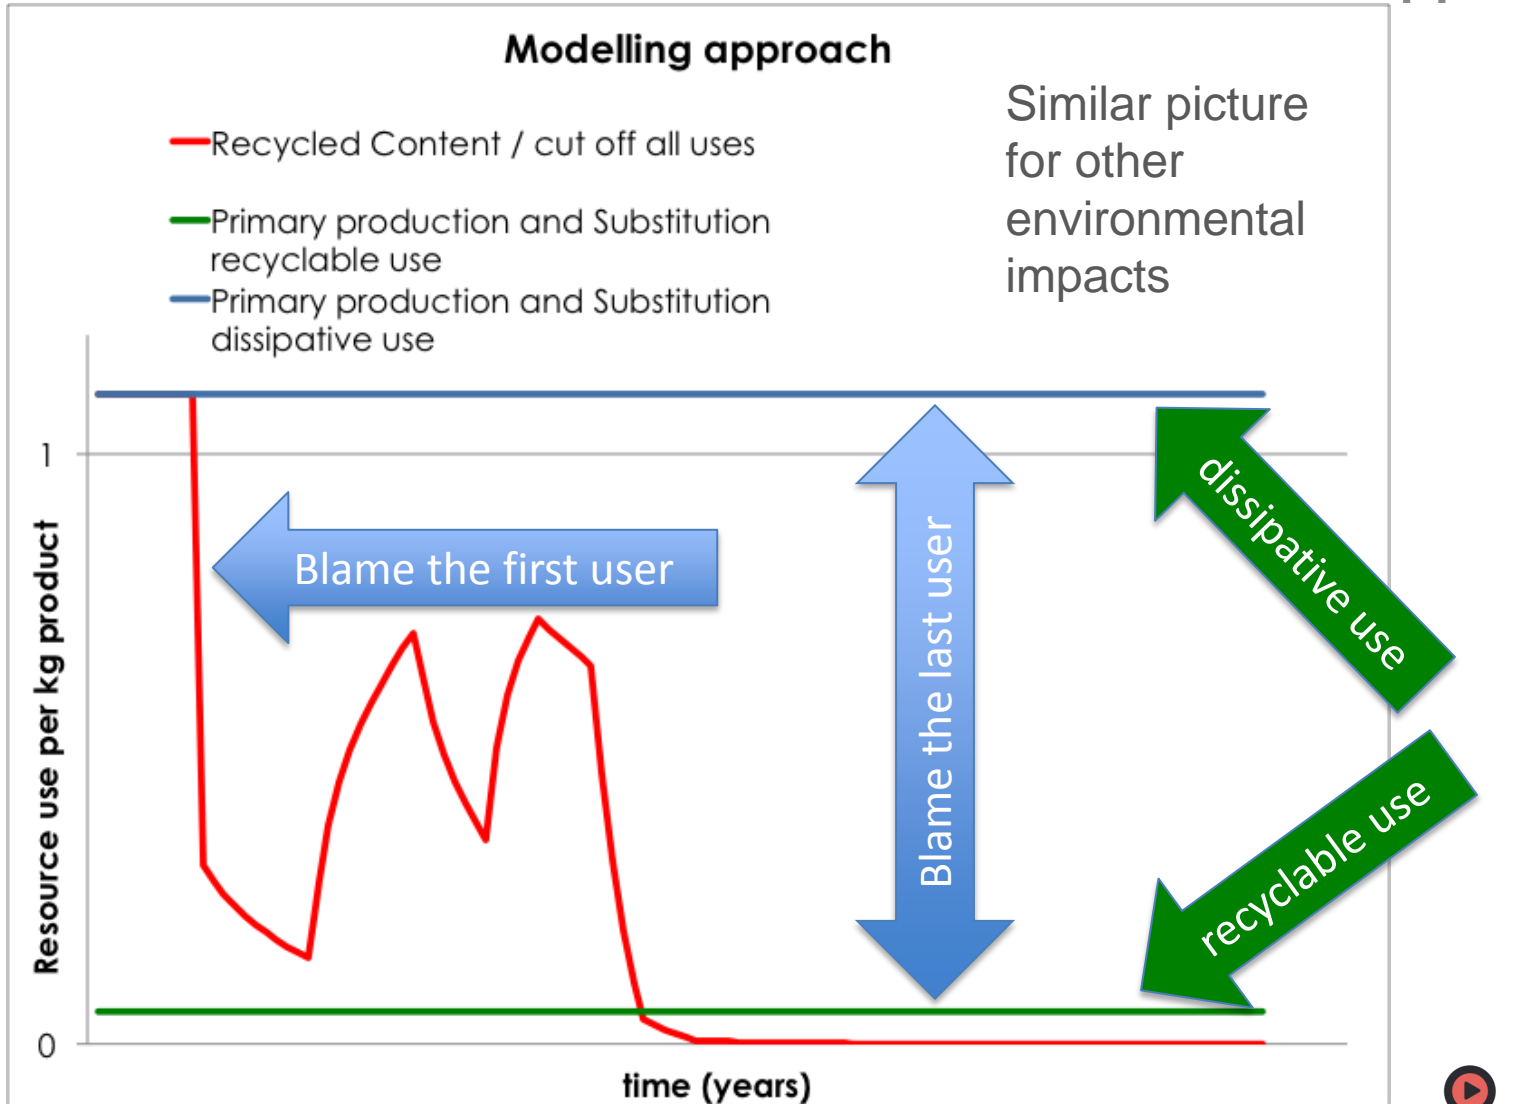 Modelling approach
Recycled Content / cut off all uses
Primary production and Substitution
recyclable use
Primary production and Substitution
dissipative use
Similar picture
for other
environmental
impacts
1
0
Resource use per kg product
time (years)
Blame the first user
Blame the last user
dissipative use
recyclable use